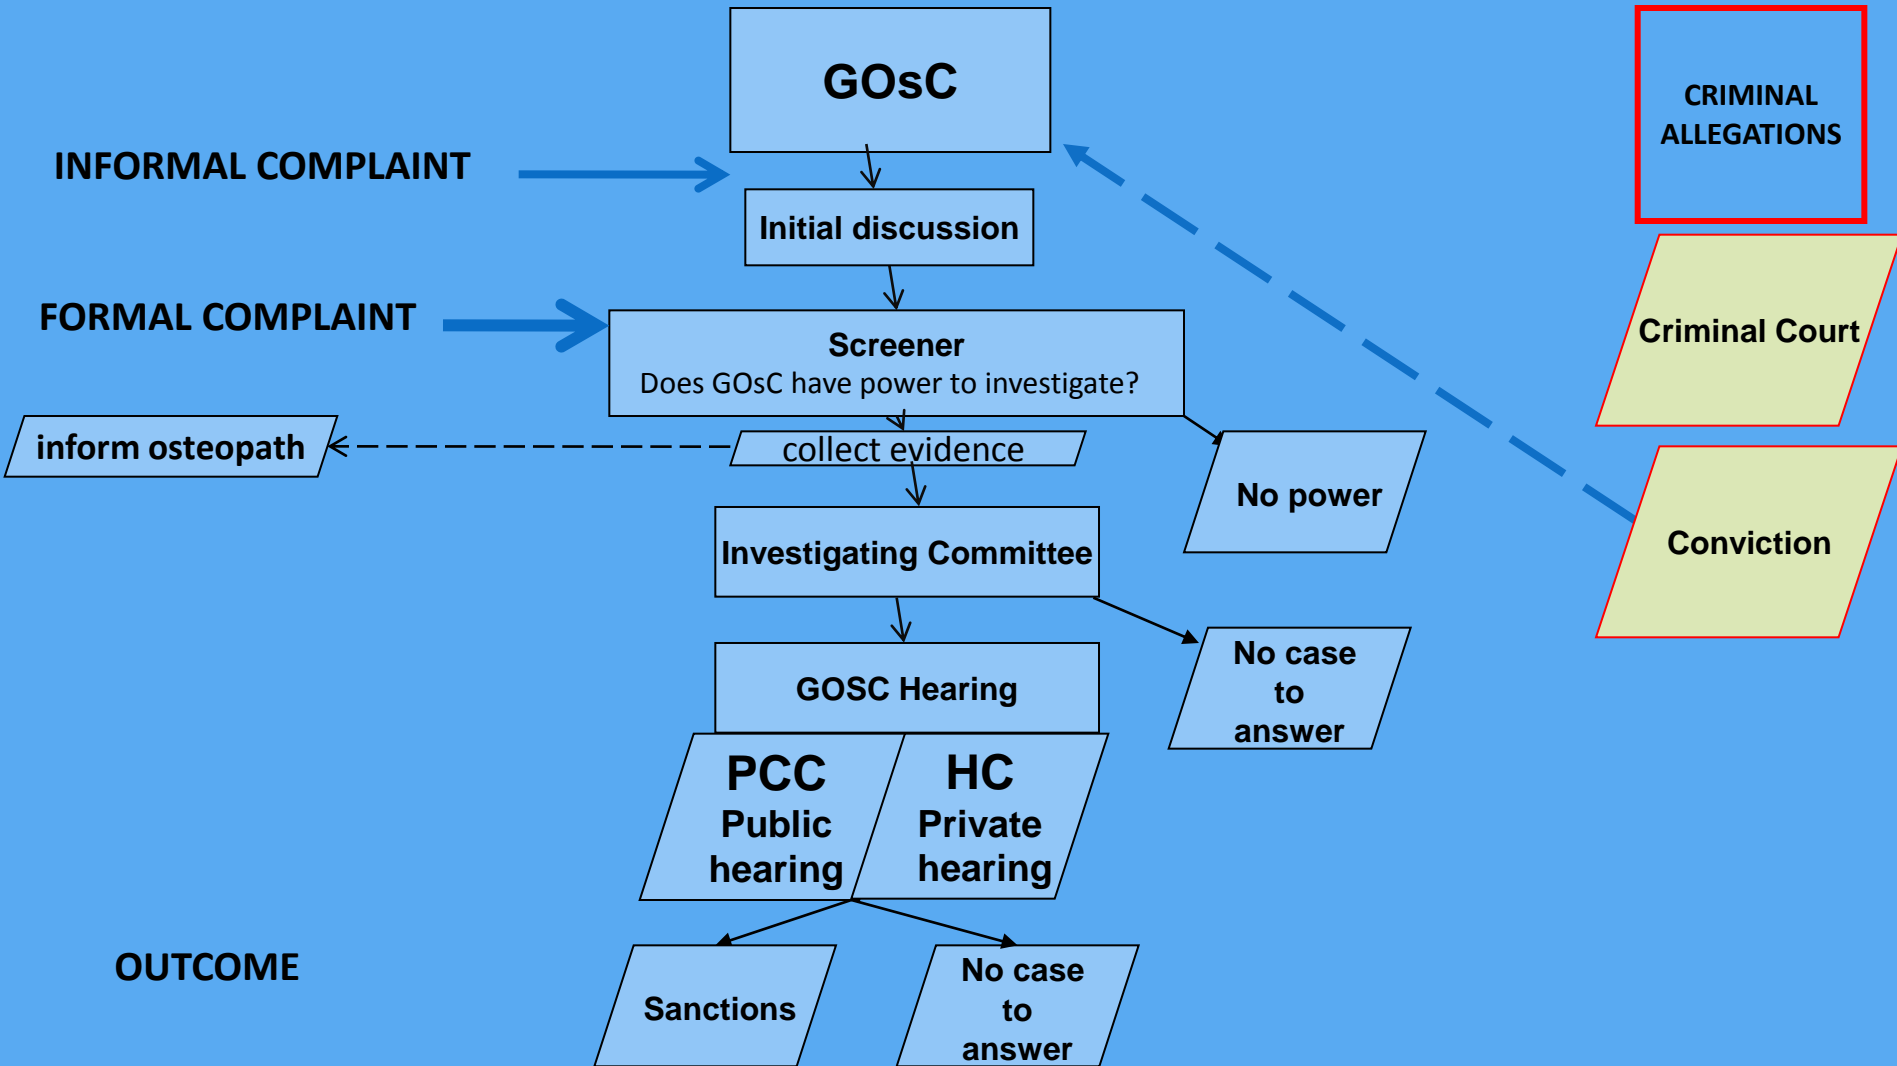 GOsC
CRIMINAL
ALLEGATIONS
INFORMAL COMPLAINT
Initial discussion
FORMAL COMPLAINT
Screener
Does GOsC have power to investigate?
Criminal Court
inform osteopath
collect evidence
No power
Investigating Committee
Conviction
GOSC Hearing
No case
to
answer
PCC
Public
hearing
HC
Private
hearing
OUTCOME
Sanctions
No case
to
answer